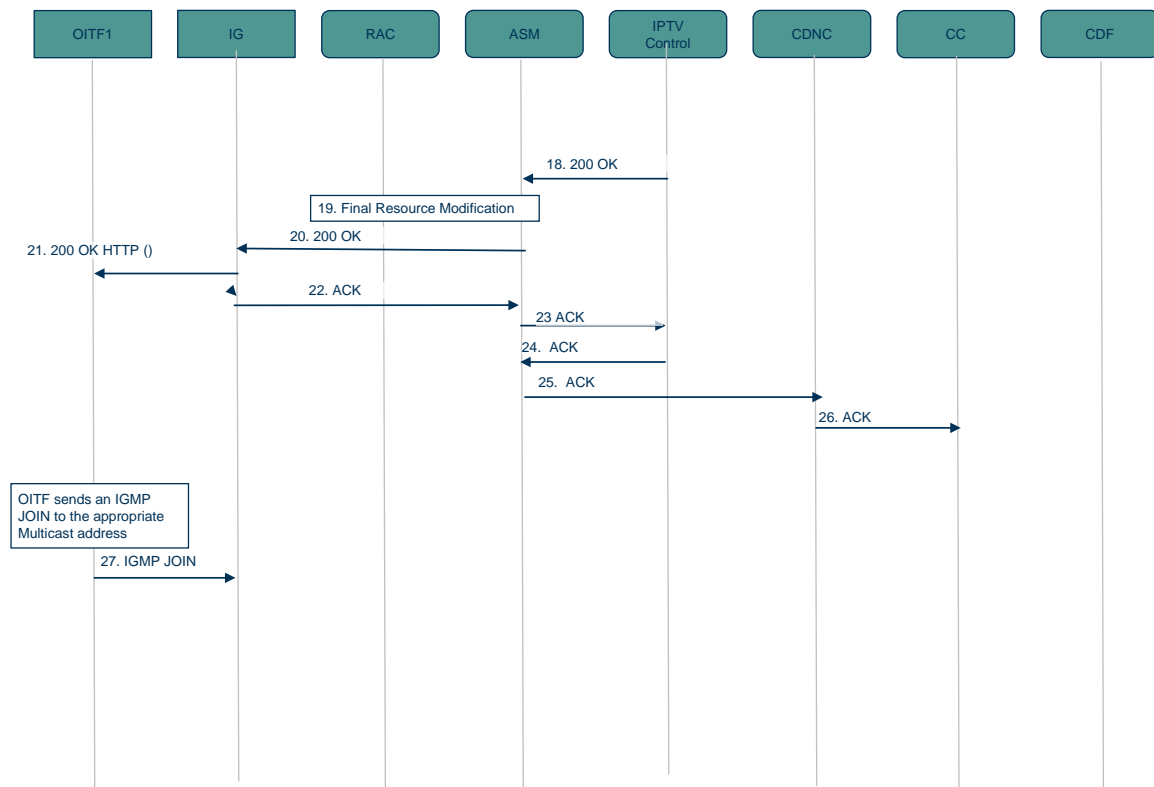 OITF1
IG
RAC
ASM
IPTV
Control
CDNC
CC
CDF
18. 200 OK
19. Final Resource Modification
20. 200 OK
21. 200 OK HTTP ()
22. ACK
23 ACK
24. ACK
25. ACK
26. ACK
OITF sends an IGMP
JOIN to the appropriate
Multicast address
27. IGMP JOIN